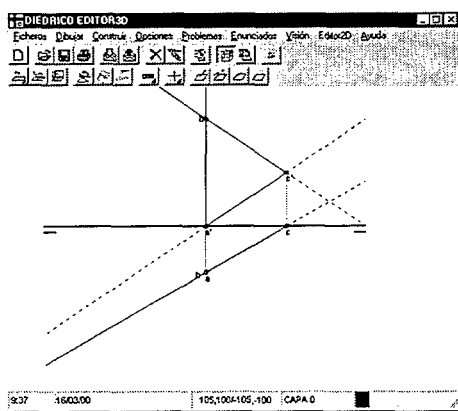 DIEDRICO EDITOR3D
Ficheros Dibujar Construir Opciones Problemas Enunciados Visión Editor2D Ayuda
a'
c
b
a
9:37 16/03/00 105,100/-105,-100 CAPA 0